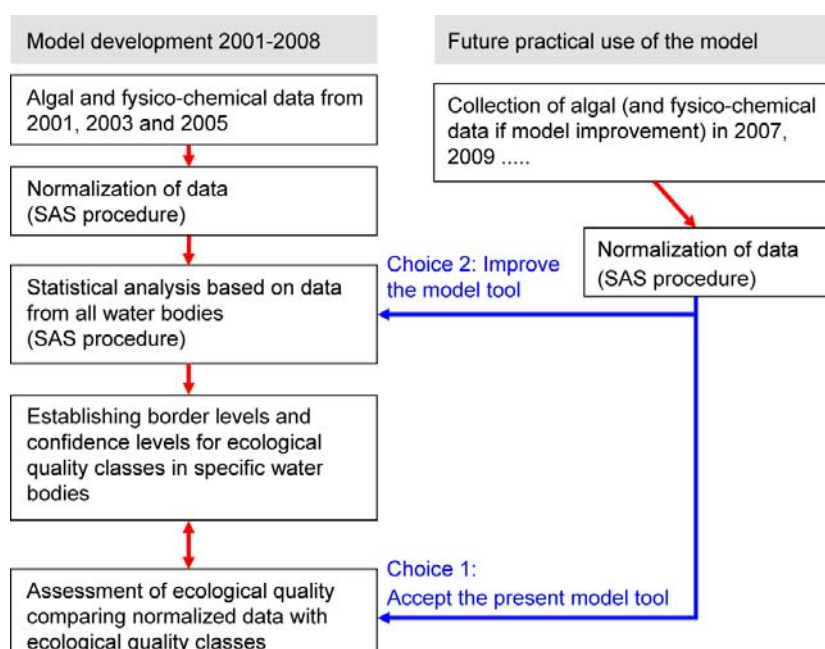 Model development 2001-2008
Algal and fysico-chemical data from
2001, 2003 and 2005
Normalization of data
(SAS procedure)
Statistical analysis based on data
from all water bodies
(SAS procedure)
Establishing border levels and
confidence levels for ecological
quality classes in specific water
bodies
Assessment of ecological quality
comparing normalized data with
ecological quality classes
Future practical use of the model
Collection of algal (and fysico-chemical
data if model improvement) in 2007,
2009 .....
Normalization of data
(SAS procedure)
Choice 2: Improve
the model tool
Choice 1:
Accept the present model tool